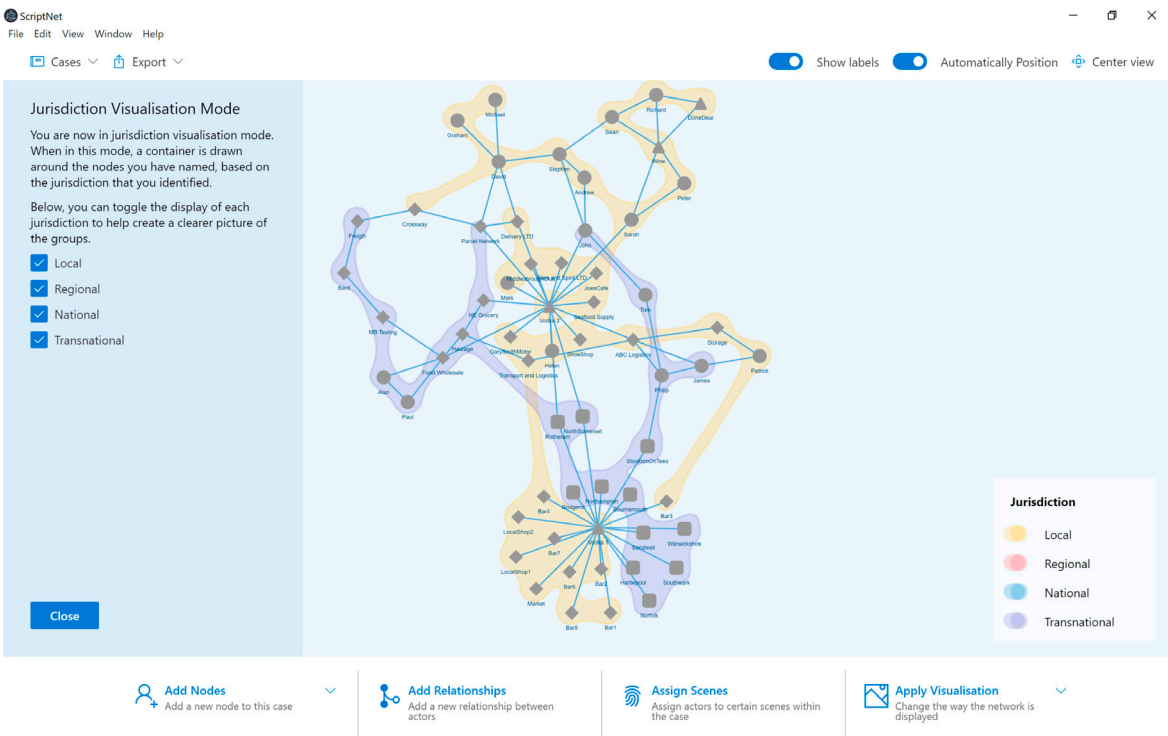 ScriptNet
File Edit View Window Help
Cases Export Show labels Automatically Position Center view
Jurisdiction Visualisation Mode
You are now in jurisdiction visualisation mode.
When in this mode, a container is drawn
around the nodes you have named, based on
the jurisdiction that you identified.
Below, you can toggle the display of each
jurisdiction to help create a clearer picture of
the groups.
Local
Regional
National
Transnational
Close
Michael
Richard
DoneDeal
Graham
Sean
Wine
David
Stephen
Andrew
Peter
Crossway
Sarah
Parcel Network
Delivery LTD
John
Band
JoesCafe
Mark
Tom
NE Grocery
Vodka 2
Seafood Supply
MB Testing
Haulage
GarySmithMotor
ShoeShop
ABC Logistics
Storage
Helen
Food Wholesale
Transport and Logistics
Patrick
James
Alan
Philip
Paul
NorthSomerset
Rotheram
StocktonOnTees
Northampton
Bridgend
Bournemouth
Bar4
Bar3
LocalShop2
Vodka 1
Sandwell
Warwickshire
Bar7
LocalShop1
Bar6
Bar2
Hartlepool
Southwark
Market
Norfolk
Bar5
Bar1
Jurisdiction
Local
Regional
National
Transnational
Add Nodes
Add a new node to this case
Add Relationships
Add a new relationship between
actors
Assign Scenes
Assign actors to certain scenes within
the case
Apply Visualisation
Change the way the network is
displayed